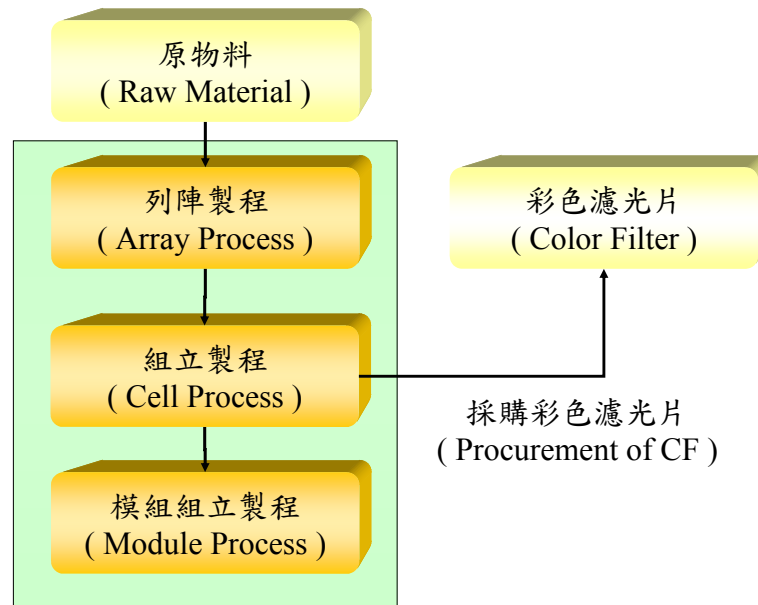 原物料
( Raw Material )
列陣製程
( Array Process )
彩色濾光片
( Color Filter )
組立製程
( Cell Process )
採購彩色濾光片
( Procurement of CF )
模組組立製程
( Module Process )